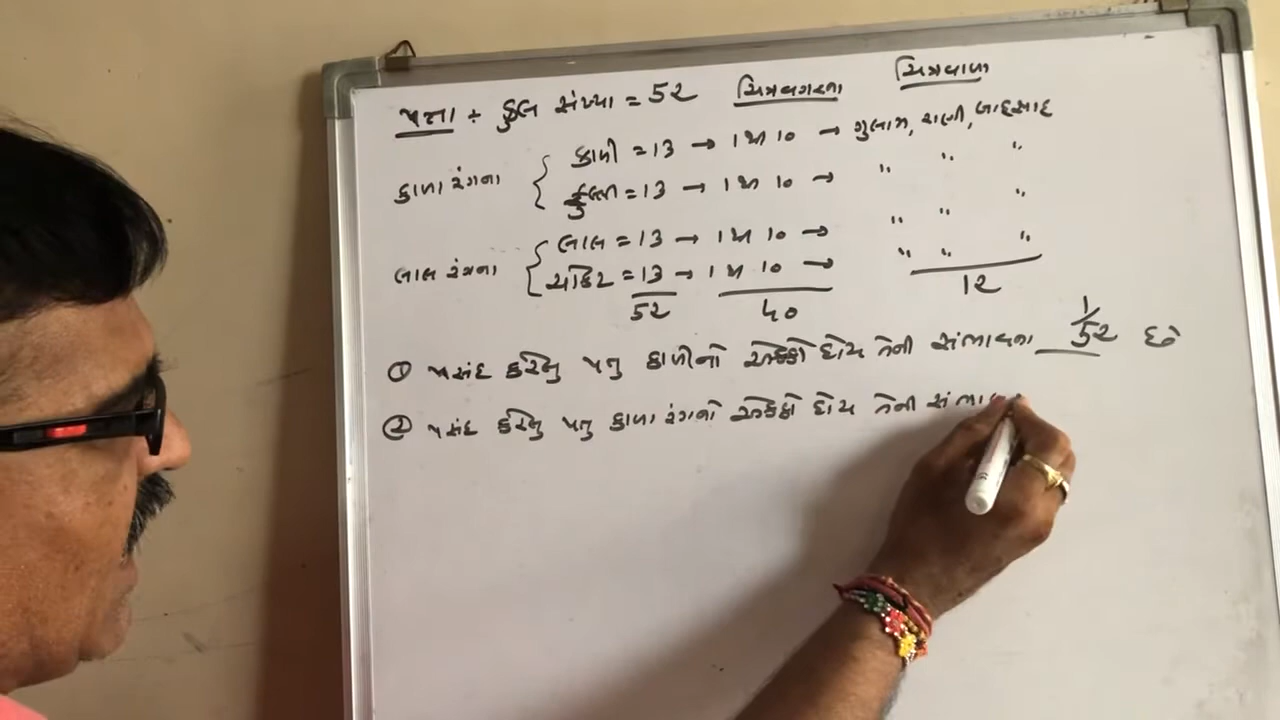 પત્તા ÷ કુલ સંખ્યા = 52 ચિત્રવગરના ચિત્રવાળા
કાળા રંગના { કાળી = 13 → 1 થી 10 → ગુલામ, રાણી, બાદશાહ
ફુલ્લી = 13 → 1 થી 10 → " " "
લાલ રંગના { લાલ = 13 → 1 થી 10 → " " "
ચોકટ = 13 → 1 થી 10 → " " "
52 40 12
① પસંદ કરેલુ પતુ કાળીનો એક્કો હોય તેની સંભાવના 1/52 છે
② પસંદ કરેલુ પતુ કાળા રંગનો એક્કો હોય તેની સંભાવ